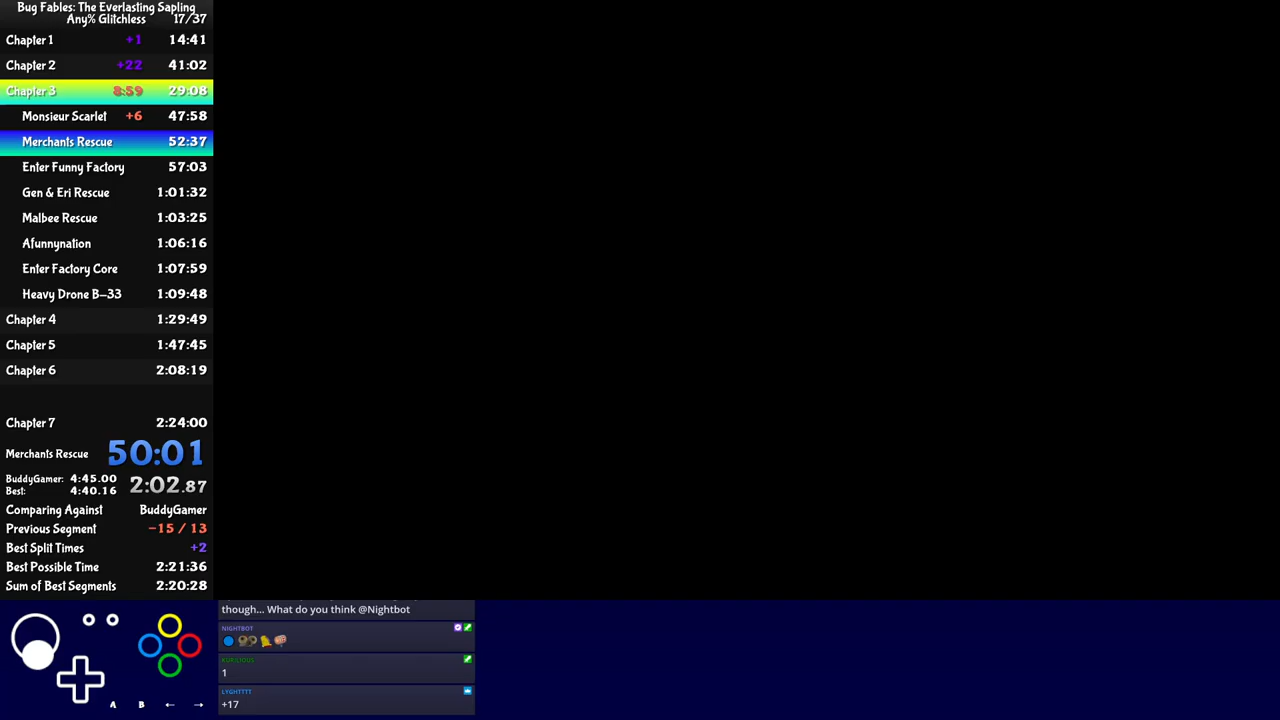 Bug Fables: The Everlasting Sapling
Any% Glitchless 17/37
Chapter 1 +1 14:41
Chapter 2 +22 41:02
Chapter 3 8:59 29:08
Monsieur Scarlet +6 47:58
Merchants Rescue 52:37
Enter Funny Factory 57:03
Gen & Eri Rescue 1:01:32
Malbee Rescue 1:03:25
Afunnynation 1:06:16
Enter Factory Core 1:07:59
Heavy Drone B-33 1:09:48
Chapter 4 1:29:49
Chapter 5 1:47:45
Chapter 6 2:08:19
Chapter 7 2:24:00
Merchants Rescue 50:01
BuddyGamer: 4:45.00
Best: 4:40.16 2:02.87
Comparing Against BuddyGamer
Previous Segment -15 / 13
Best Split Times +2
Best Possible Time 2:21:36
Sum of Best Segments 2:20:28
though... What do you think @Nightbot
NIGHTBOT
1
LYGHTTTT
+17
A B ← →